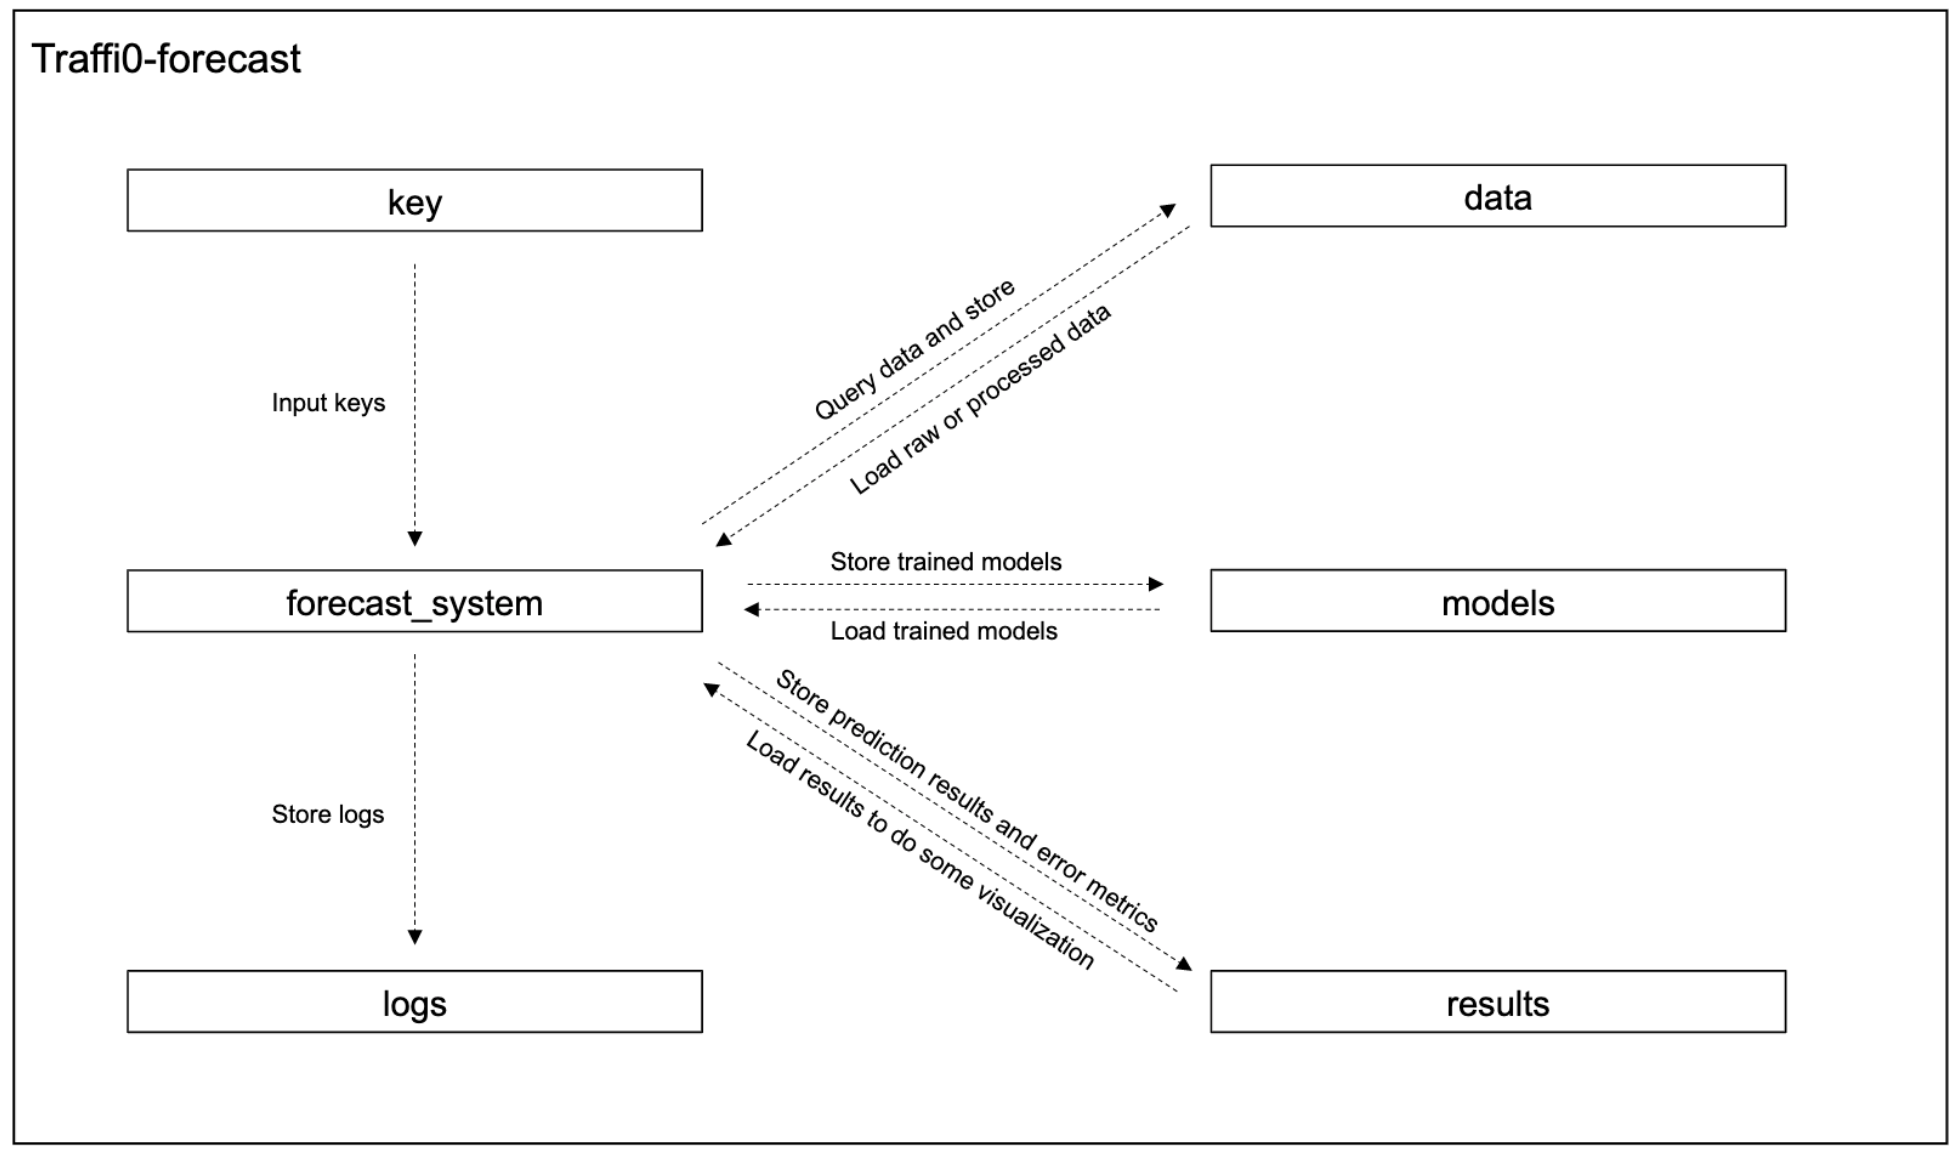 Traffi0-forecast
key
data
Query data and store
Load raw or processed data
Input keys
forecast_system
Store trained models
Load trained models
models
Store prediction results and error metrics
Load results to do some visualization
Store logs
logs
results